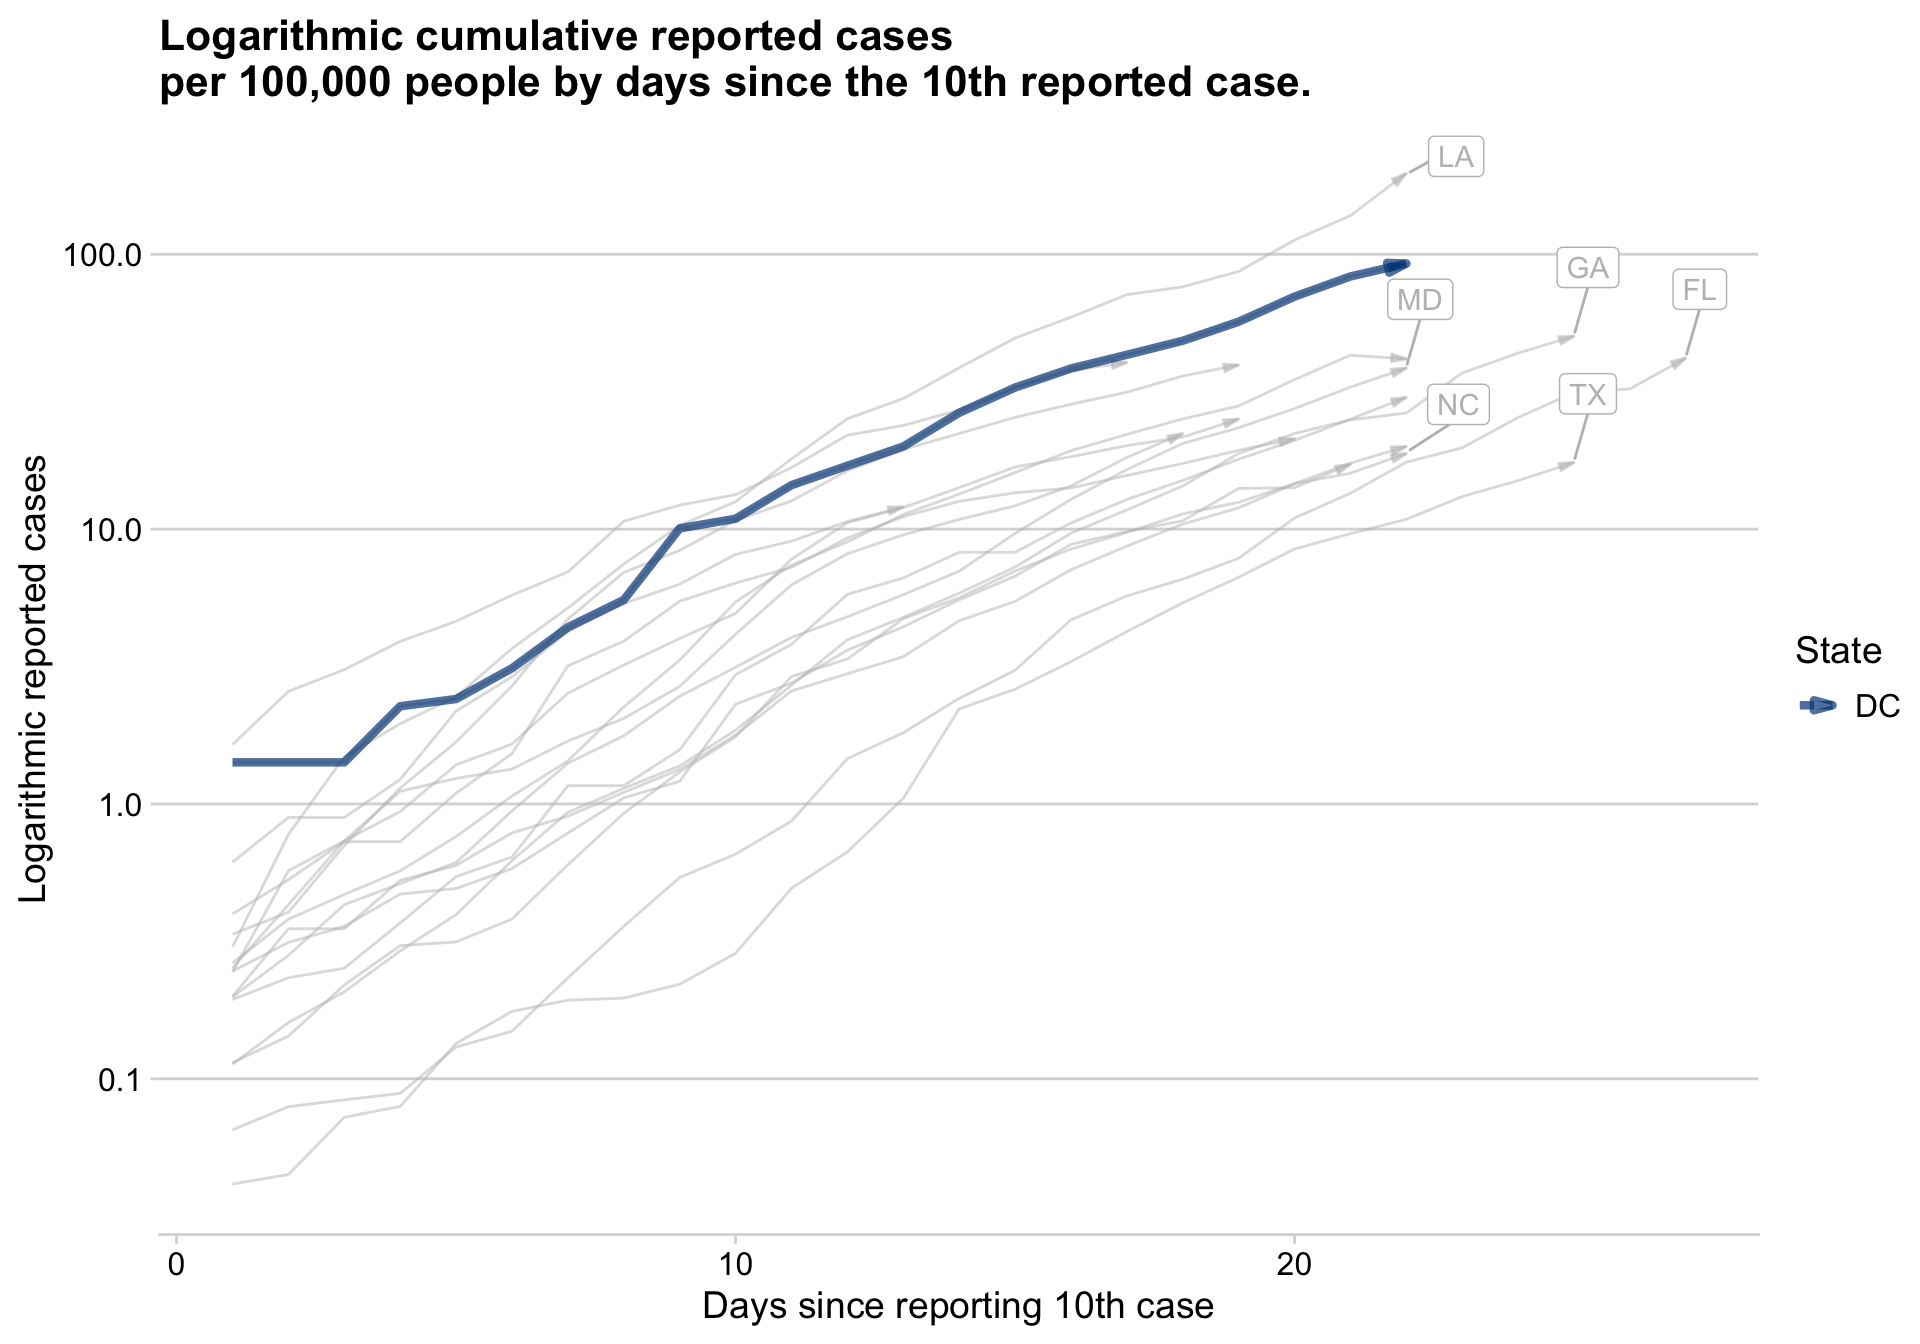 Logarithmic cumulative reported cases
per 100,000 people by days since the 10th reported case.
LA
100.0
GA
FL
MD
TX
NC
10.0
Logarithmic reported cases
State
DC
1.0
0.1
0
10
20
Days since reporting 10th case